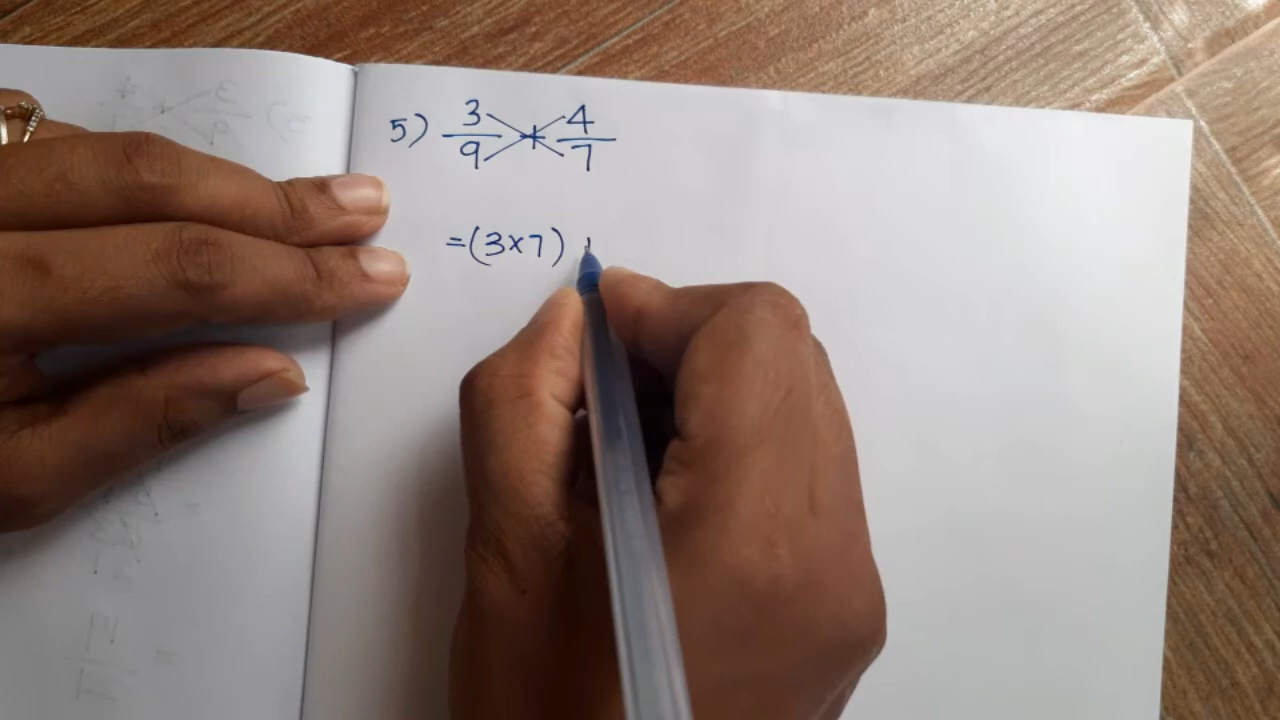 5) 3/9 + 4/7
=(3×7)